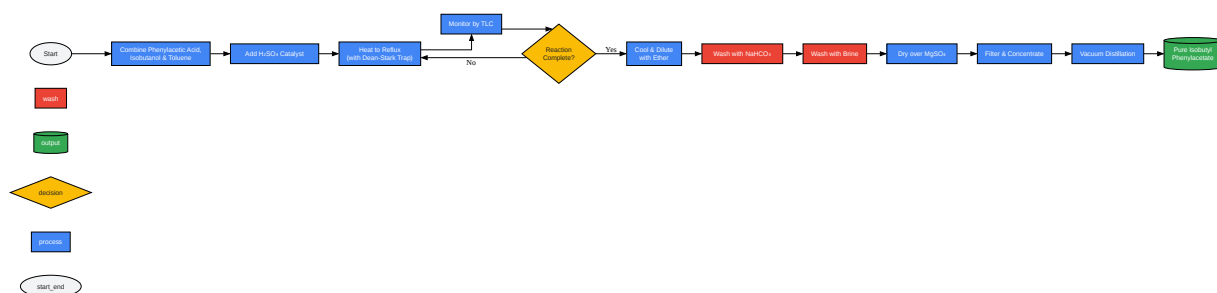 Start
Combine Phenylacetic Acid,
Isobutanol & Toluene
Add H₂SO₄ Catalyst
Heat to Reflux
(with Dean-Stark Trap)
Monitor by TLC
No
Reaction
Complete?
Yes
Cool & Dilute
with Ether
Wash with NaHCO₃
Wash with Brine
Dry over MgSO₄
Filter & Concentrate
Vacuum Distillation
Pure Isobutyl
Phenylacetate
wash
output
decision
process
start_end